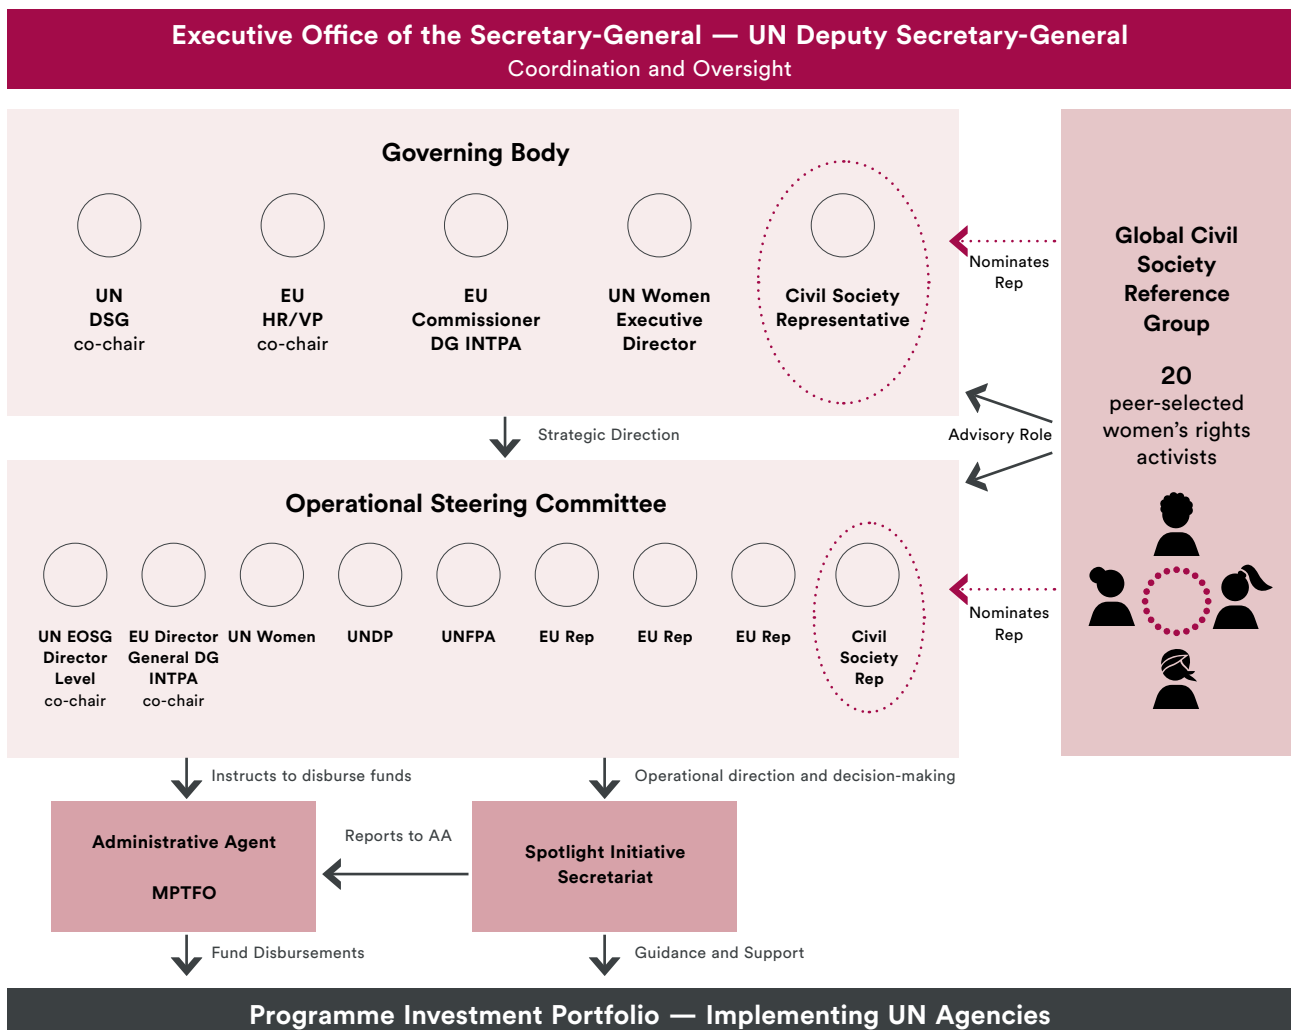 Executive Office of the Secretary-General — UN Deputy Secretary-General
Coordination and Oversight
Governing Body
UN
DSG
co-chair
EU
HR/VP
co-chair
EU
Commissioner
DG INTPA
UN Women
Executive
Director
Civil Society
Representative
Nominates
Rep
Global Civil
Society
Reference
Group
20
peer-selected
women's rights
activists
Advisory Role
Strategic Direction
Operational Steering Committee
UN EOSG
Director
Level
co-chair
EU Director
General DG
INTPA
co-chair
UN Women
UNDP
UNFPA
EU Rep
EU Rep
EU Rep
Civil
Society
Rep
Nominates
Rep
Instructs to disburse funds
Operational direction and decision-making
Administrative Agent
MPTFO
Reports to AA
Spotlight Initiative
Secretariat
Fund Disbursements
Guidance and Support
Programme Investment Portfolio — Implementing UN Agencies